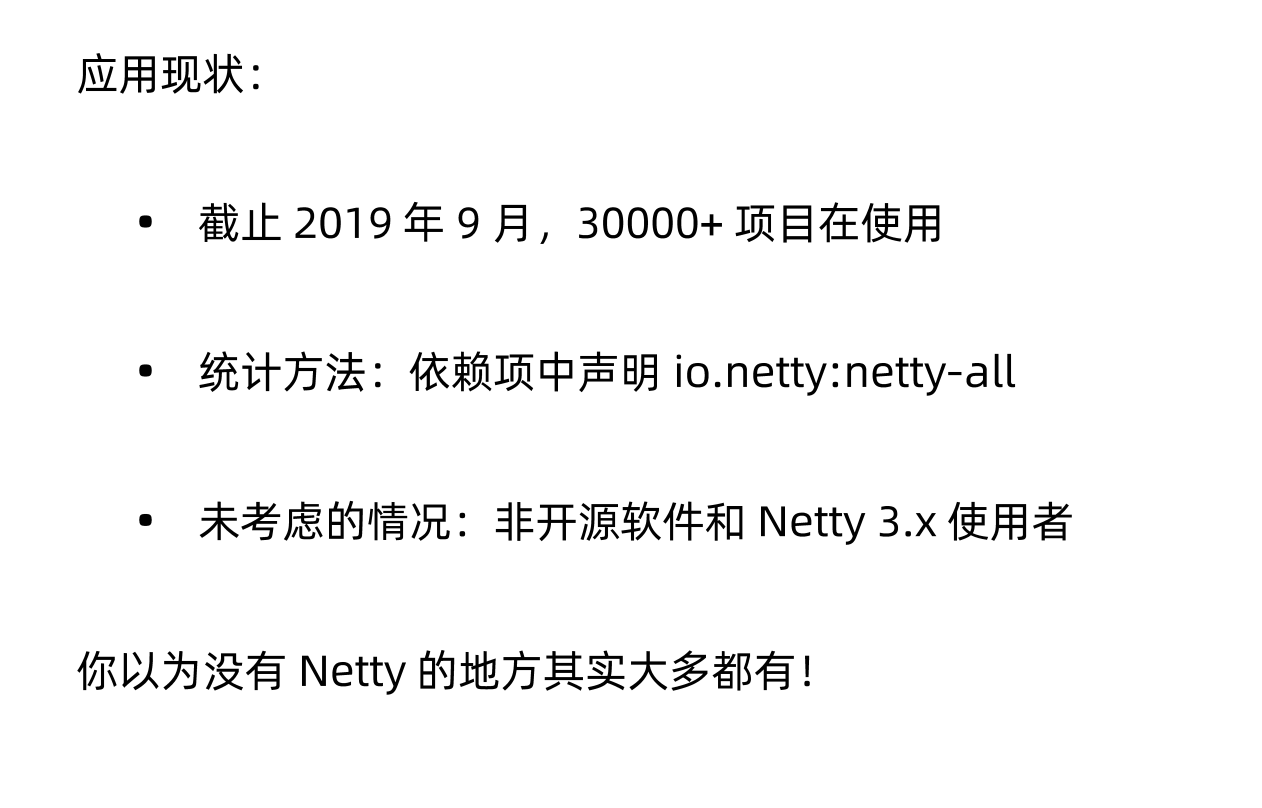 应用现状：
• 截止 2019 年 9 月，30000+ 项目在使用
• 统计方法：依赖项中声明 io.netty:netty-all
• 未考虑的情况：非开源软件和 Netty 3.x 使用者
你以为没有 Netty 的地方其实大多都有！